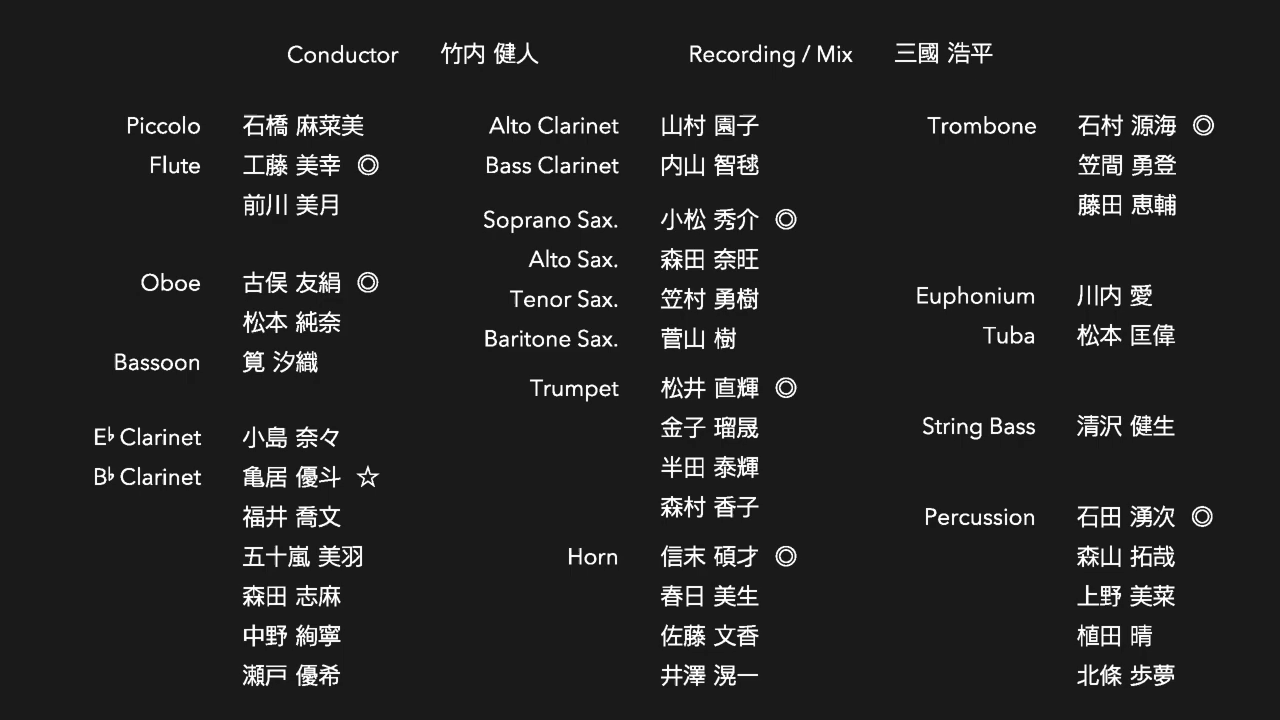 Conductor 竹内 健人
Recording / Mix 三國 浩平
Piccolo 石橋 麻菜美
Flute 工藤 美幸 ◎
前川 美月
Oboe 古俣 友絹 ◎
松本 純奈
Bassoon 筧 汐織
E♭ Clarinet 小島 奈々
B♭ Clarinet 亀居 優斗 ☆
福井 喬文
五十嵐 美羽
森田 志麻
中野 絢寧
瀬戸 優希
Alto Clarinet 山村 園子
Bass Clarinet 内山 智毬
Soprano Sax. 小松 秀介 ◎
Alto Sax. 森田 奈旺
Tenor Sax. 笠村 勇樹
Baritone Sax. 菅山 樹
Trumpet 松井 直輝 ◎
金子 瑠晟
半田 泰輝
森村 香子
Horn 信末 碩才 ◎
春日 美生
佐藤 文香
井澤 滉一
Trombone 石村 源海 ◎
笠間 勇登
藤田 恵輔
Euphonium 川内 愛
Tuba 松本 匡偉
String Bass 清沢 健生
Percussion 石田 湧次 ◎
森山 拓哉
上野 美菜
植田 晴
北條 歩夢